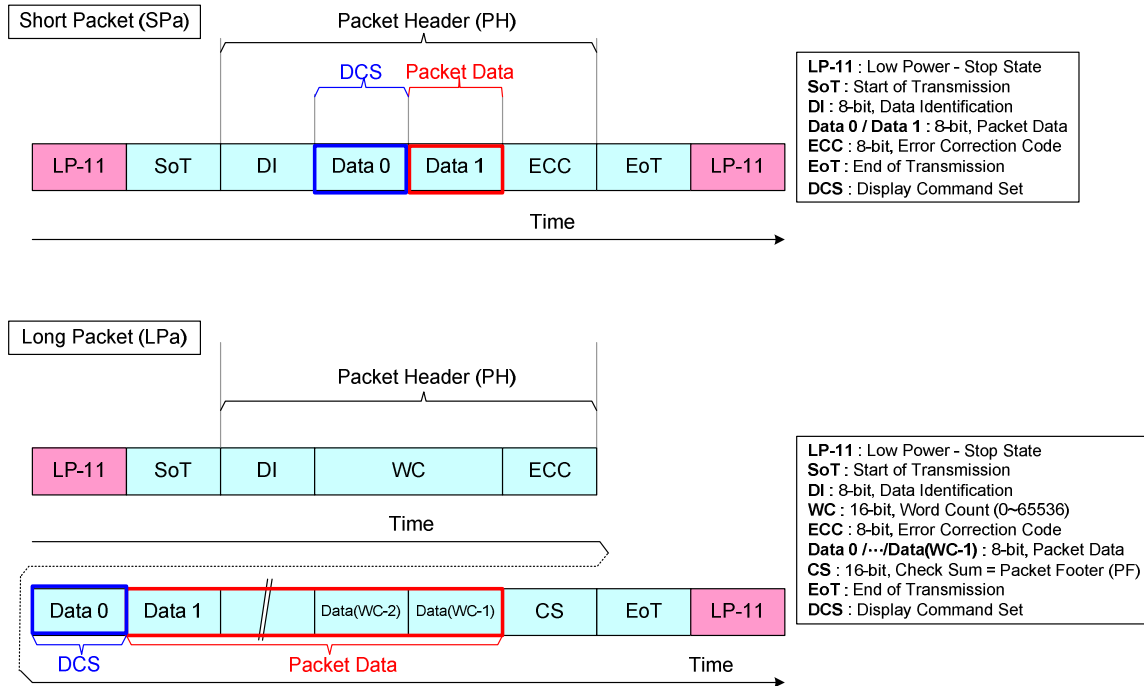 Short Packet (SPa)
Packet Header (PH)
DCS
Packet Data
LP-11
SoT
DI
Data 0
Data 1
ECC
EoT
LP-11
Time
LP-11 : Low Power - Stop State
SoT : Start of Transmission
DI : 8-bit, Data Identification
Data 0 / Data 1 : 8-bit, Packet Data
ECC : 8-bit, Error Correction Code
EoT : End of Transmission
DCS : Display Command Set
Long Packet (LPa)
Packet Header (PH)
LP-11
SoT
DI
WC
ECC
Time
Data 0
Data 1
Data(WC-2)
Data(WC-1)
CS
EoT
LP-11
DCS
Packet Data
Time
LP-11 : Low Power - Stop State
SoT : Start of Transmission
DI : 8-bit, Data Identification
WC : 16-bit, Word Count (0~65536)
ECC : 8-bit, Error Correction Code
Data 0 /⋯/Data(WC-1) : 8-bit, Packet Data
CS : 16-bit, Check Sum = Packet Footer (PF)
EoT : End of Transmission
DCS : Display Command Set